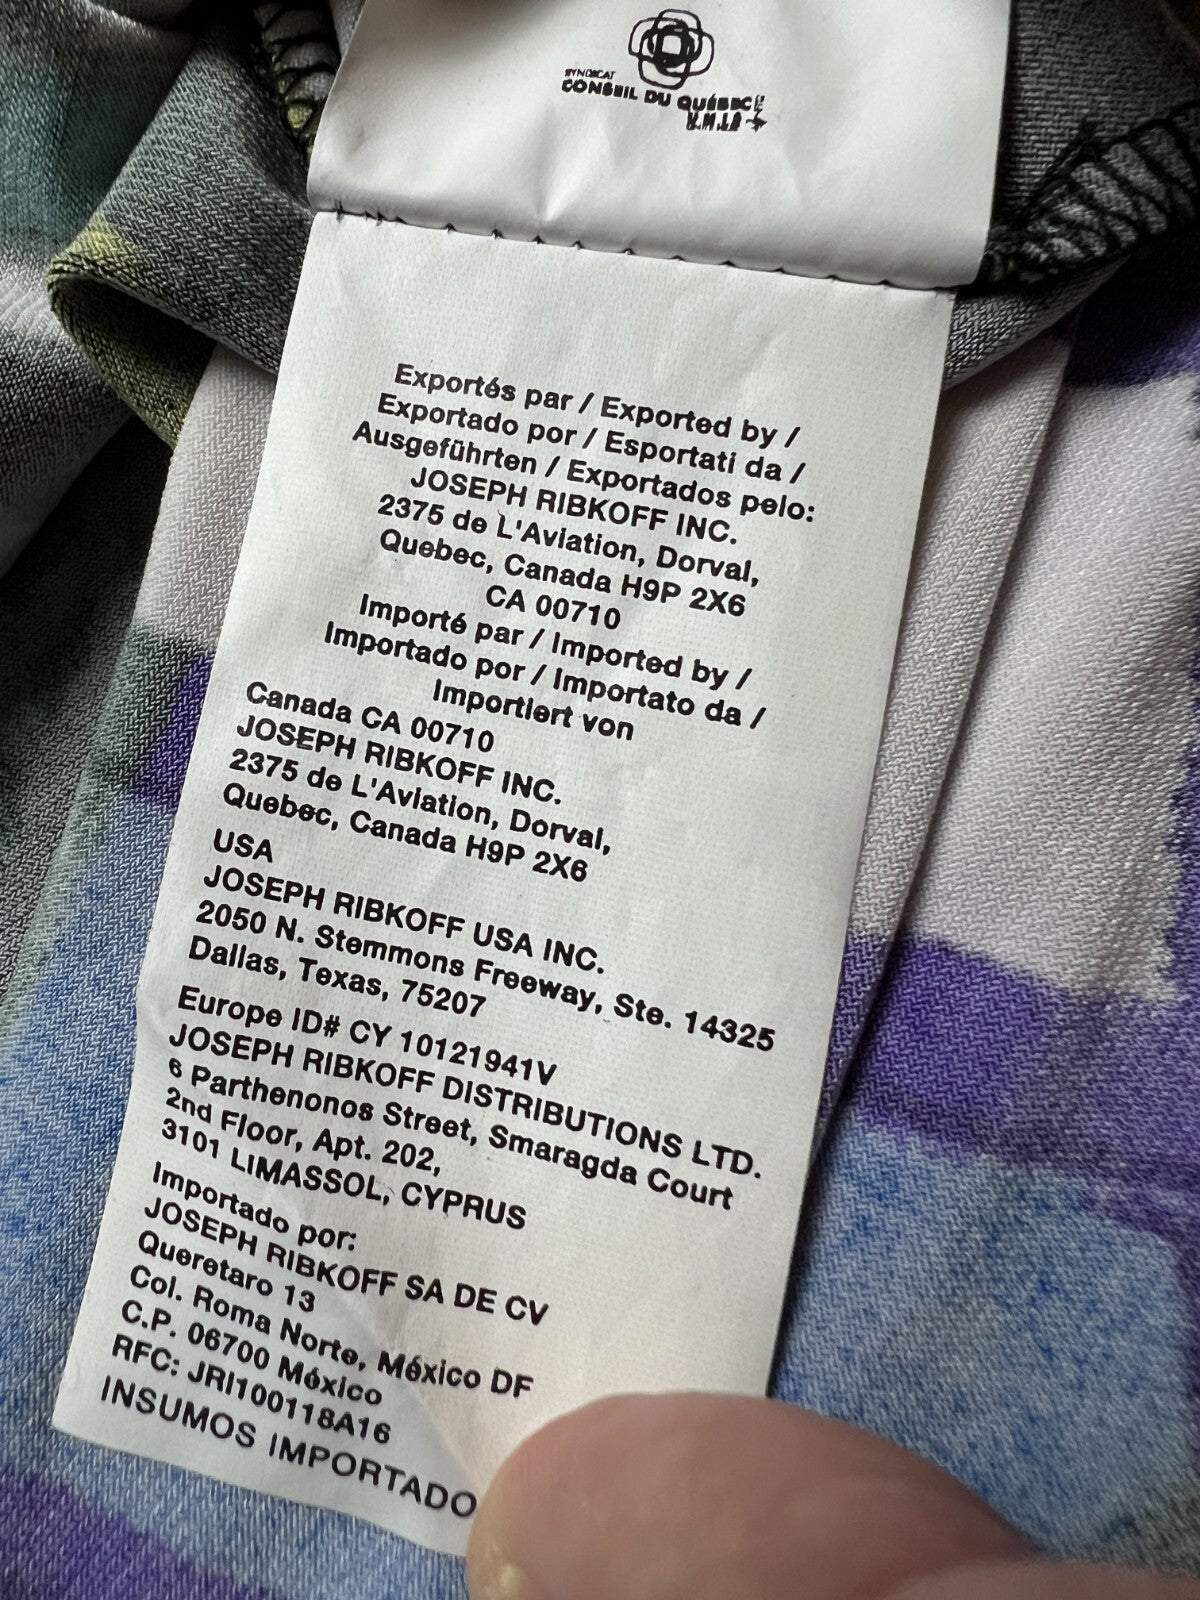 SYNDICAT
CONSEIL DU QUÉBEC
Exportés par / Exported by /
Exportado por / Esportati da /
Ausgeführten / Exportados pelo:
JOSEPH RIBKOFF INC.
2375 de L'Aviation, Dorval,
Quebec, Canada H9P 2X6
CA 00710
Importé par / Imported by /
Importado por / Importato da /
Importiert von
Canada CA 00710
JOSEPH RIBKOFF INC.
2375 de L'Aviation, Dorval,
Quebec, Canada H9P 2X6
USA
JOSEPH RIBKOFF USA INC.
2050 N. Stemmons Freeway, Ste. 14325
Dallas, Texas, 75207
Europe ID# CY 10121941V
JOSEPH RIBKOFF DISTRIBUTIONS LTD.
6 Parthenonos Street, Smaragda Court
2nd Floor, Apt. 202,
3101 LIMASSOL, CYPRUS
Importado por:
JOSEPH RIBKOFF SA DE CV
Queretaro 13
Col. Roma Norte, México DF
C.P. 06700 México
RFC: JRI100118A16
INSUMOS IMPORTADO